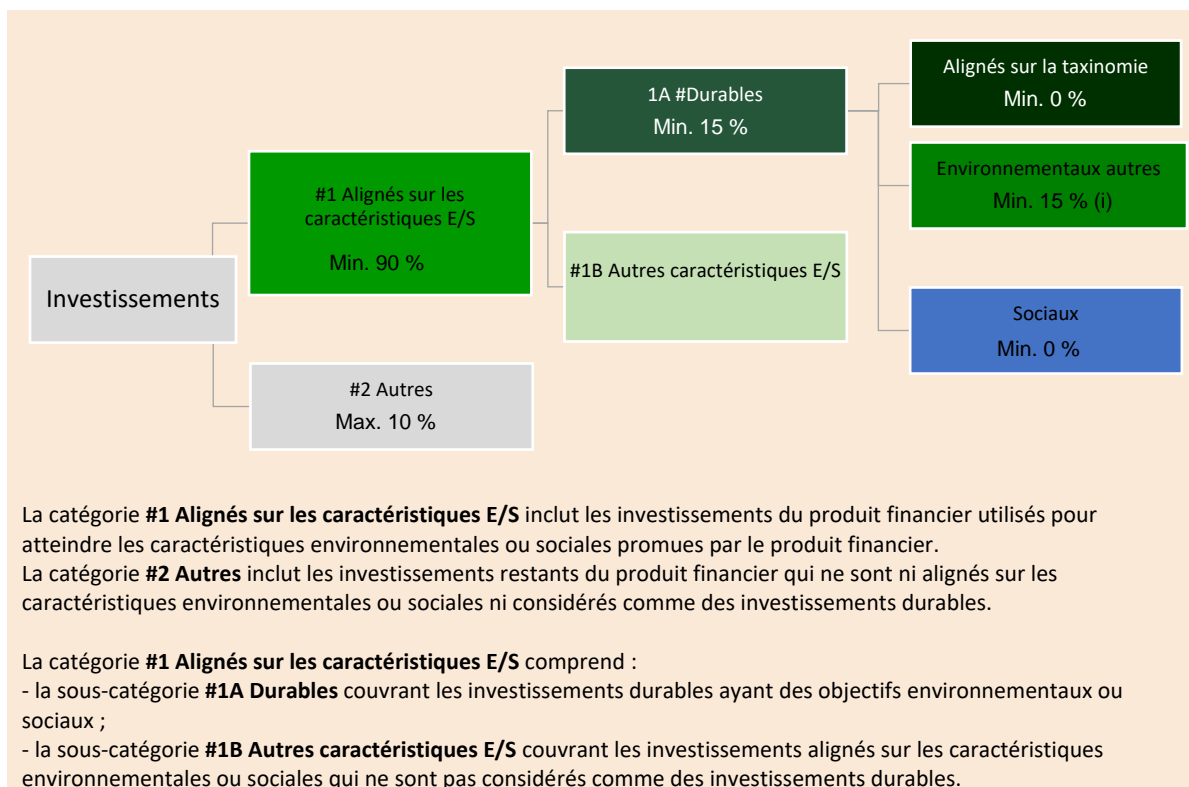 Investissements
#1 Alignés sur les
caractéristiques E/S
Min. 90 %
#2 Autres
Max. 10 %
1A #Durables
Min. 15 %
#1B Autres caractéristiques E/S
Alignés sur la taxinomie
Min. 0 %
Environnementaux autres
Min. 15 % (i)
Sociaux
Min. 0 %
La catégorie #1 Alignés sur les caractéristiques E/S inclut les investissements du produit financier utilisés pour
atteindre les caractéristiques environnementales ou sociales promues par le produit financier.
La catégorie #2 Autres inclut les investissements restants du produit financier qui ne sont ni alignés sur les
caractéristiques environnementales ou sociales ni considérés comme des investissements durables.
La catégorie #1 Alignés sur les caractéristiques E/S comprend :
- la sous-catégorie #1A Durables couvrant les investissements durables ayant des objectifs environnementaux ou
sociaux ;
- la sous-catégorie #1B Autres caractéristiques E/S couvrant les investissements alignés sur les caractéristiques
environnementales ou sociales qui ne sont pas considérés comme des investissements durables.